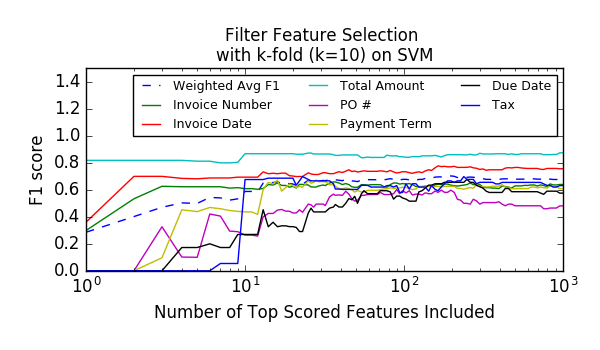 Filter Feature Selection
with k-fold (k=10) on SVM
F1 score
1.4
1.2
1.0
0.8
0.6
0.4
0.2
0.0
Weighted Avg F1
Invoice Number
Invoice Date
Total Amount
PO #
Payment Term
Due Date
Tax
10^0 10^1 10^2 10^3
Number of Top Scored Features Included